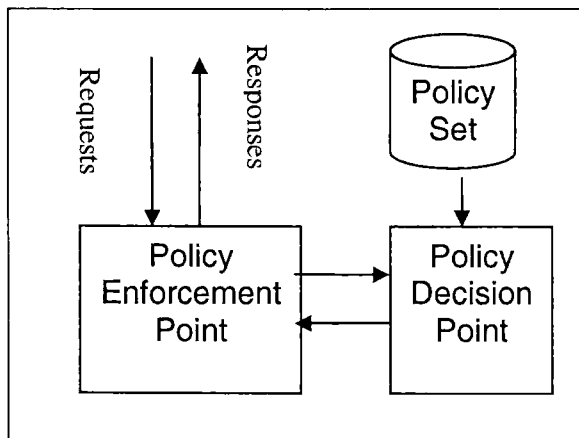 Requests
Responses
Policy
Set
Policy
Enforcement
Point
Policy
Decision
Point